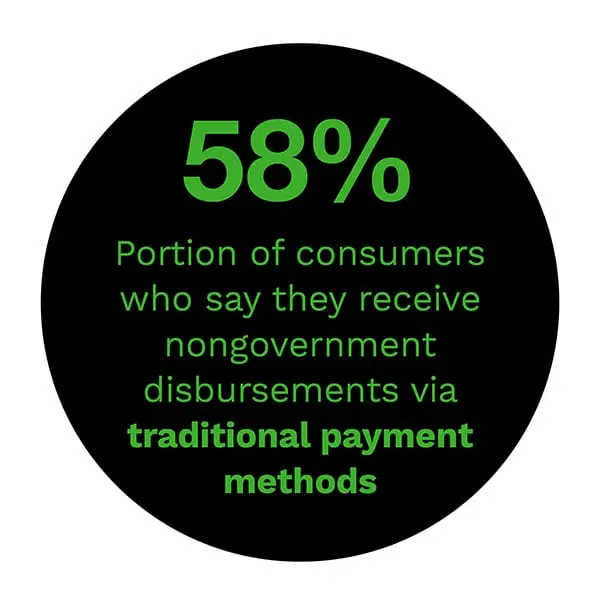 58%
Portion of consumers
who say they receive
nongovernment
disbursements via
traditional payment
methods